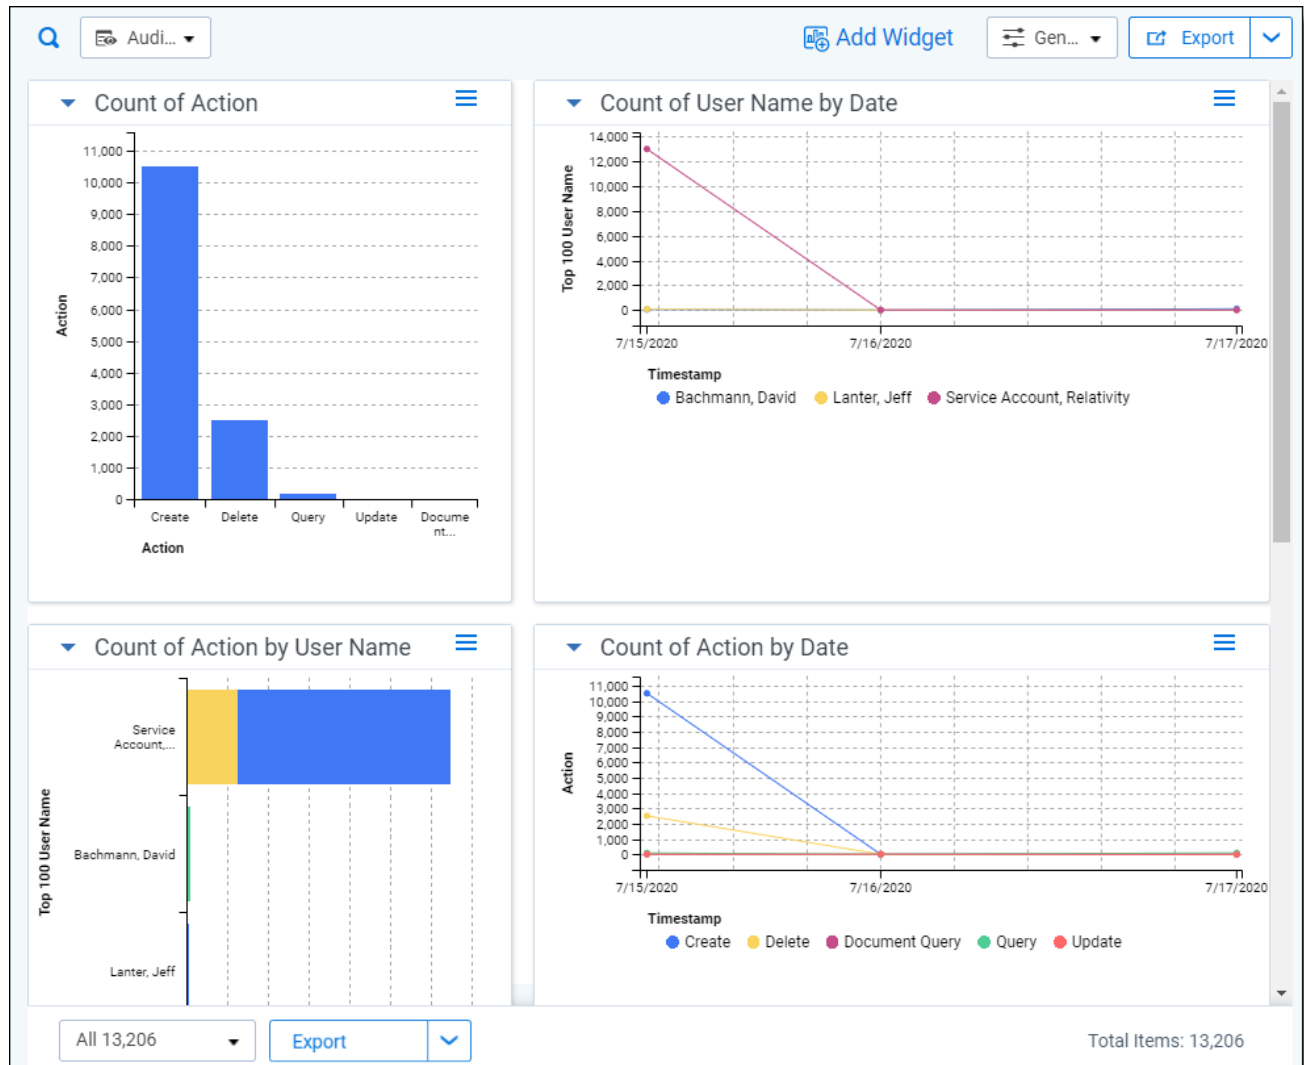 Audi...
Add Widget
Gen...
Export
Count of Action
11,000
10,000
9,000
8,000
7,000
6,000
5,000
4,000
3,000
2,000
1,000
0
Action
Create Delete Query Update Docume
nt...
Action
Count of User Name by Date
14,000
12,000
10,000
8,000
6,000
4,000
2,000
0
Top 100 User Name
7/15/2020 7/16/2020 7/17/2020
Timestamp
Bachmann, David Lanter, Jeff Service Account, Relativity
Count of Action by User Name
Top 100 User Name
Service
Account,...
Bachmann, David
Lanter, Jeff
Count of Action by Date
11,000
10,000
9,000
8,000
7,000
6,000
5,000
4,000
3,000
2,000
1,000
0
Action
7/15/2020 7/16/2020 7/17/2020
Timestamp
Create Delete Document Query Query Update
All 13,206
Export
Total Items: 13,206